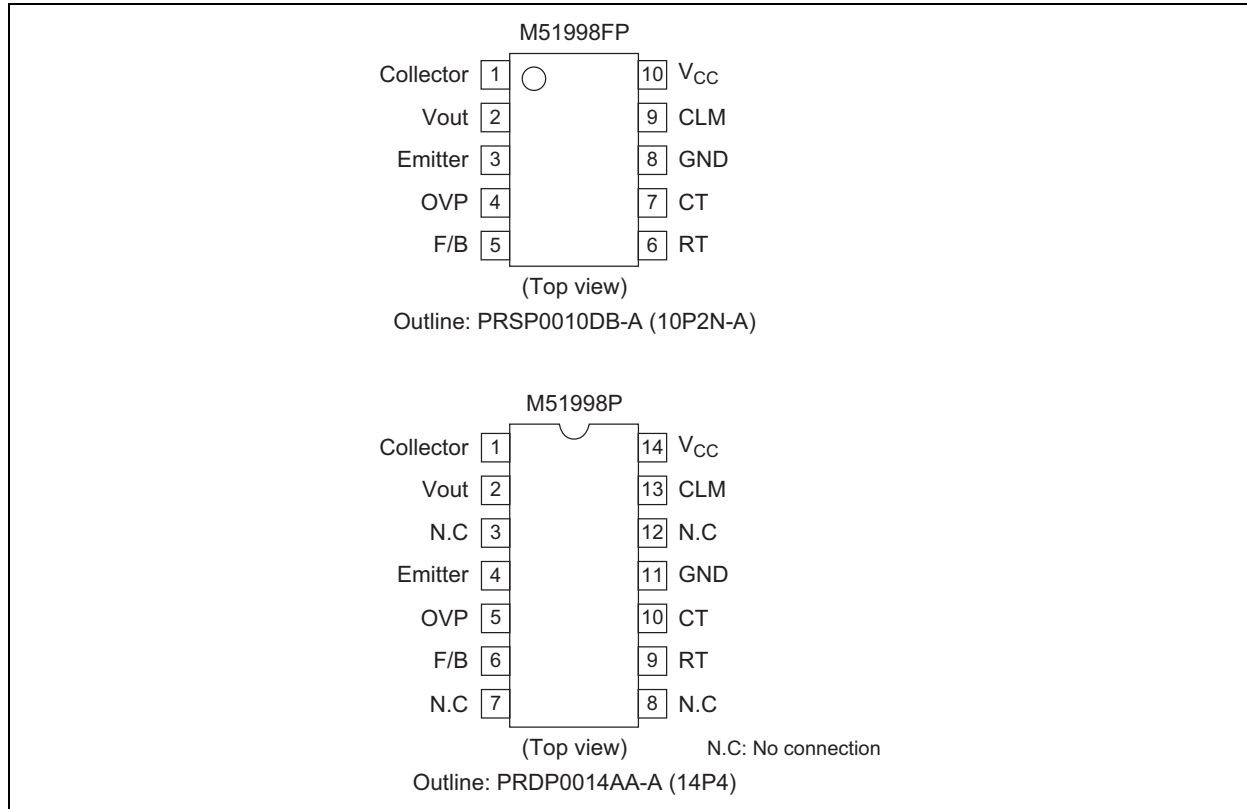 M51998FP
Collector 1 10 VCC
Vout 2 9 CLM
Emitter 3 8 GND
OVP 4 7 CT
F/B 5 6 RT
(Top view)
Outline: PRSP0010DB-A (10P2N-A)
M51998P
Collector 1 14 VCC
Vout 2 13 CLM
N.C 3 12 N.C
Emitter 4 11 GND
OVP 5 10 CT
F/B 6 9 RT
N.C 7 8 N.C
(Top view) N.C: No connection
Outline: PRDP0014AA-A (14P4)